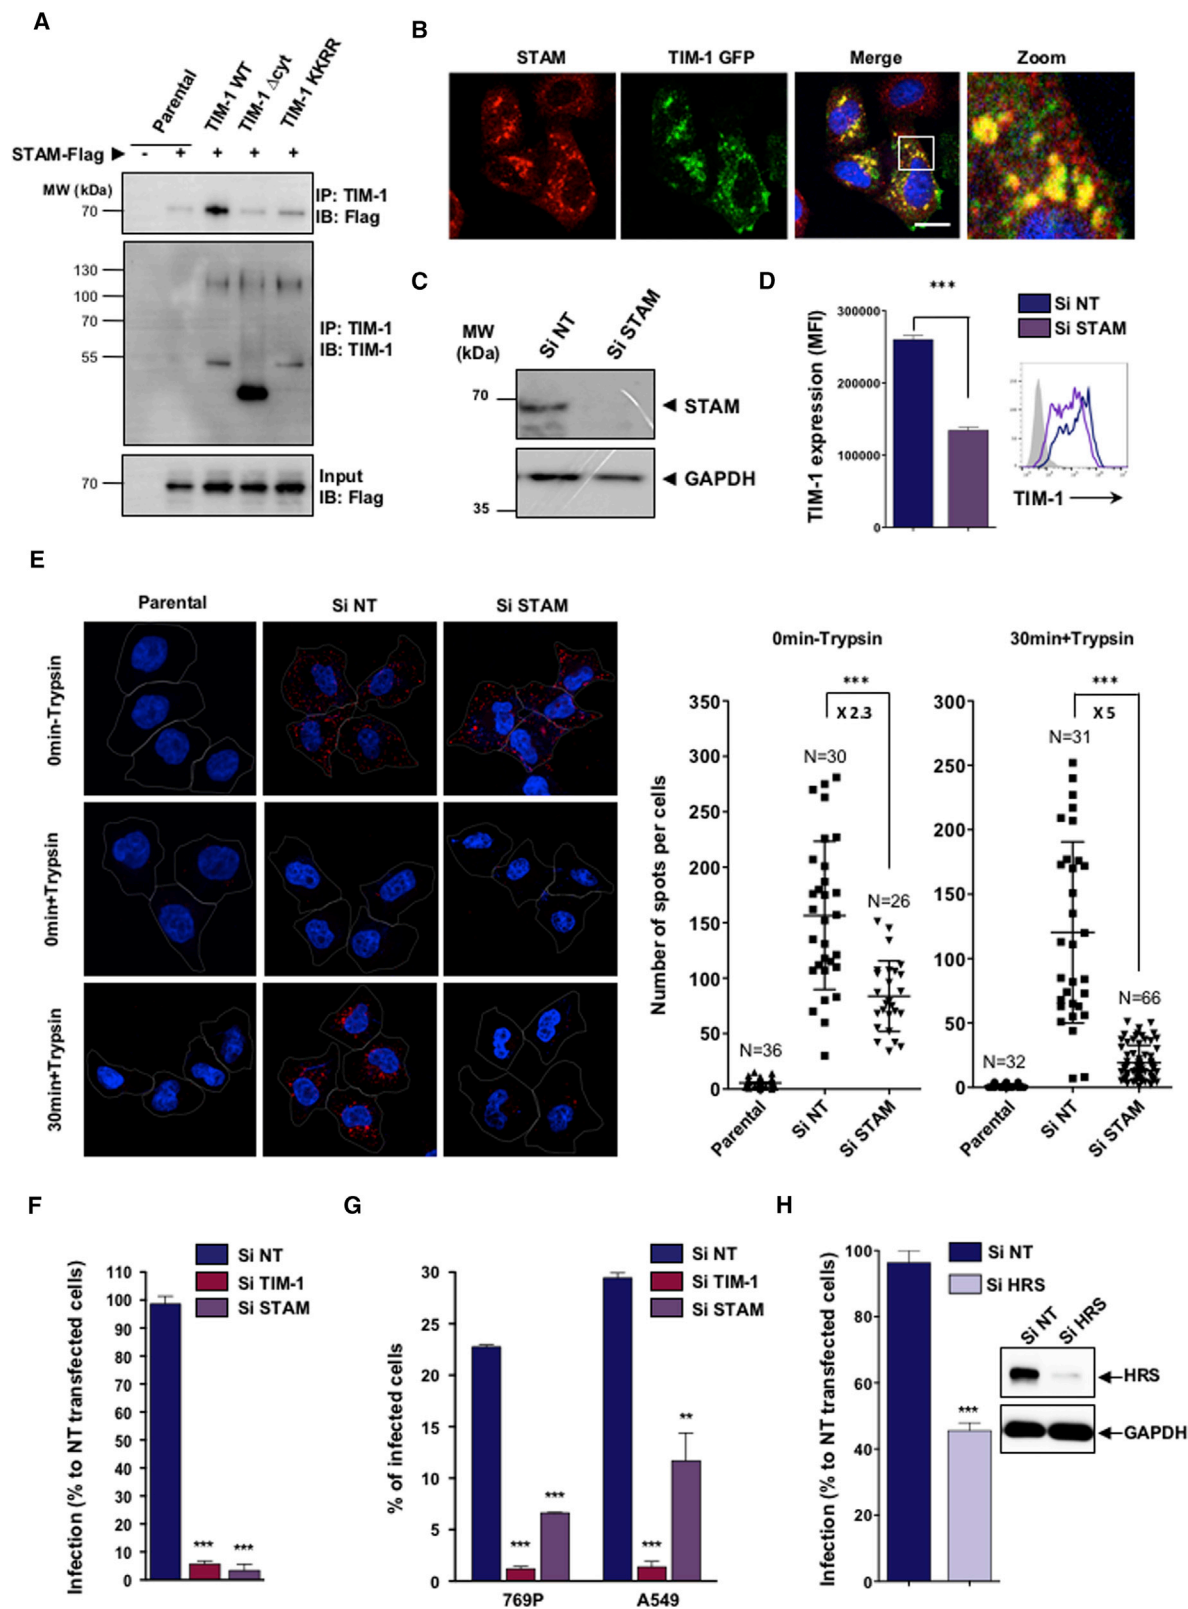 A
Parental
TIM-1 WT
TIM-1 Δcyt
TIM-1 KKRR
STAM-Flag - + + + +
MW (kDa)
70
IP: TIM-1
IB: Flag
130
100
70
55
IP: TIM-1
IB: TIM-1
70
Input
IB: Flag
B
STAM TIM-1 GFP Merge Zoom
C
MW
(kDa)
Si NT Si STAM
70
STAM
GAPDH
35
D
***
Si NT
Si STAM
TIM-1 expression (MFI)
300000
200000
100000
0
TIM-1
E
Parental Si NT Si STAM
0min-Trypsin
0min+Trypsin
30min+Trypsin
0min-Trypsin
***
X 2.3
Number of spots per cells
350
300
250
200
150
100
50
0
N=36
N=30
N=26
Parental Si NT Si STAM
30min+Trypsin
***
X 5
300
250
200
150
100
50
0
N=32
N=31
N=66
Parental Si NT Si STAM
F
Si NT
Si TIM-1
Si STAM
Infection (% to NT transfected cells)
110
100
90
80
70
60
50
40
30
20
10
0
*** ***
G
Si NT
Si TIM-1
Si STAM
% of infected cells
30
25
20
15
10
5
0
*** *** *** **
769P A549
H
Si NT
Si HRS
Infection (% to NT transfected cells)
100
80
60
40
20
0
***
Si NT Si HRS
HRS
GAPDH